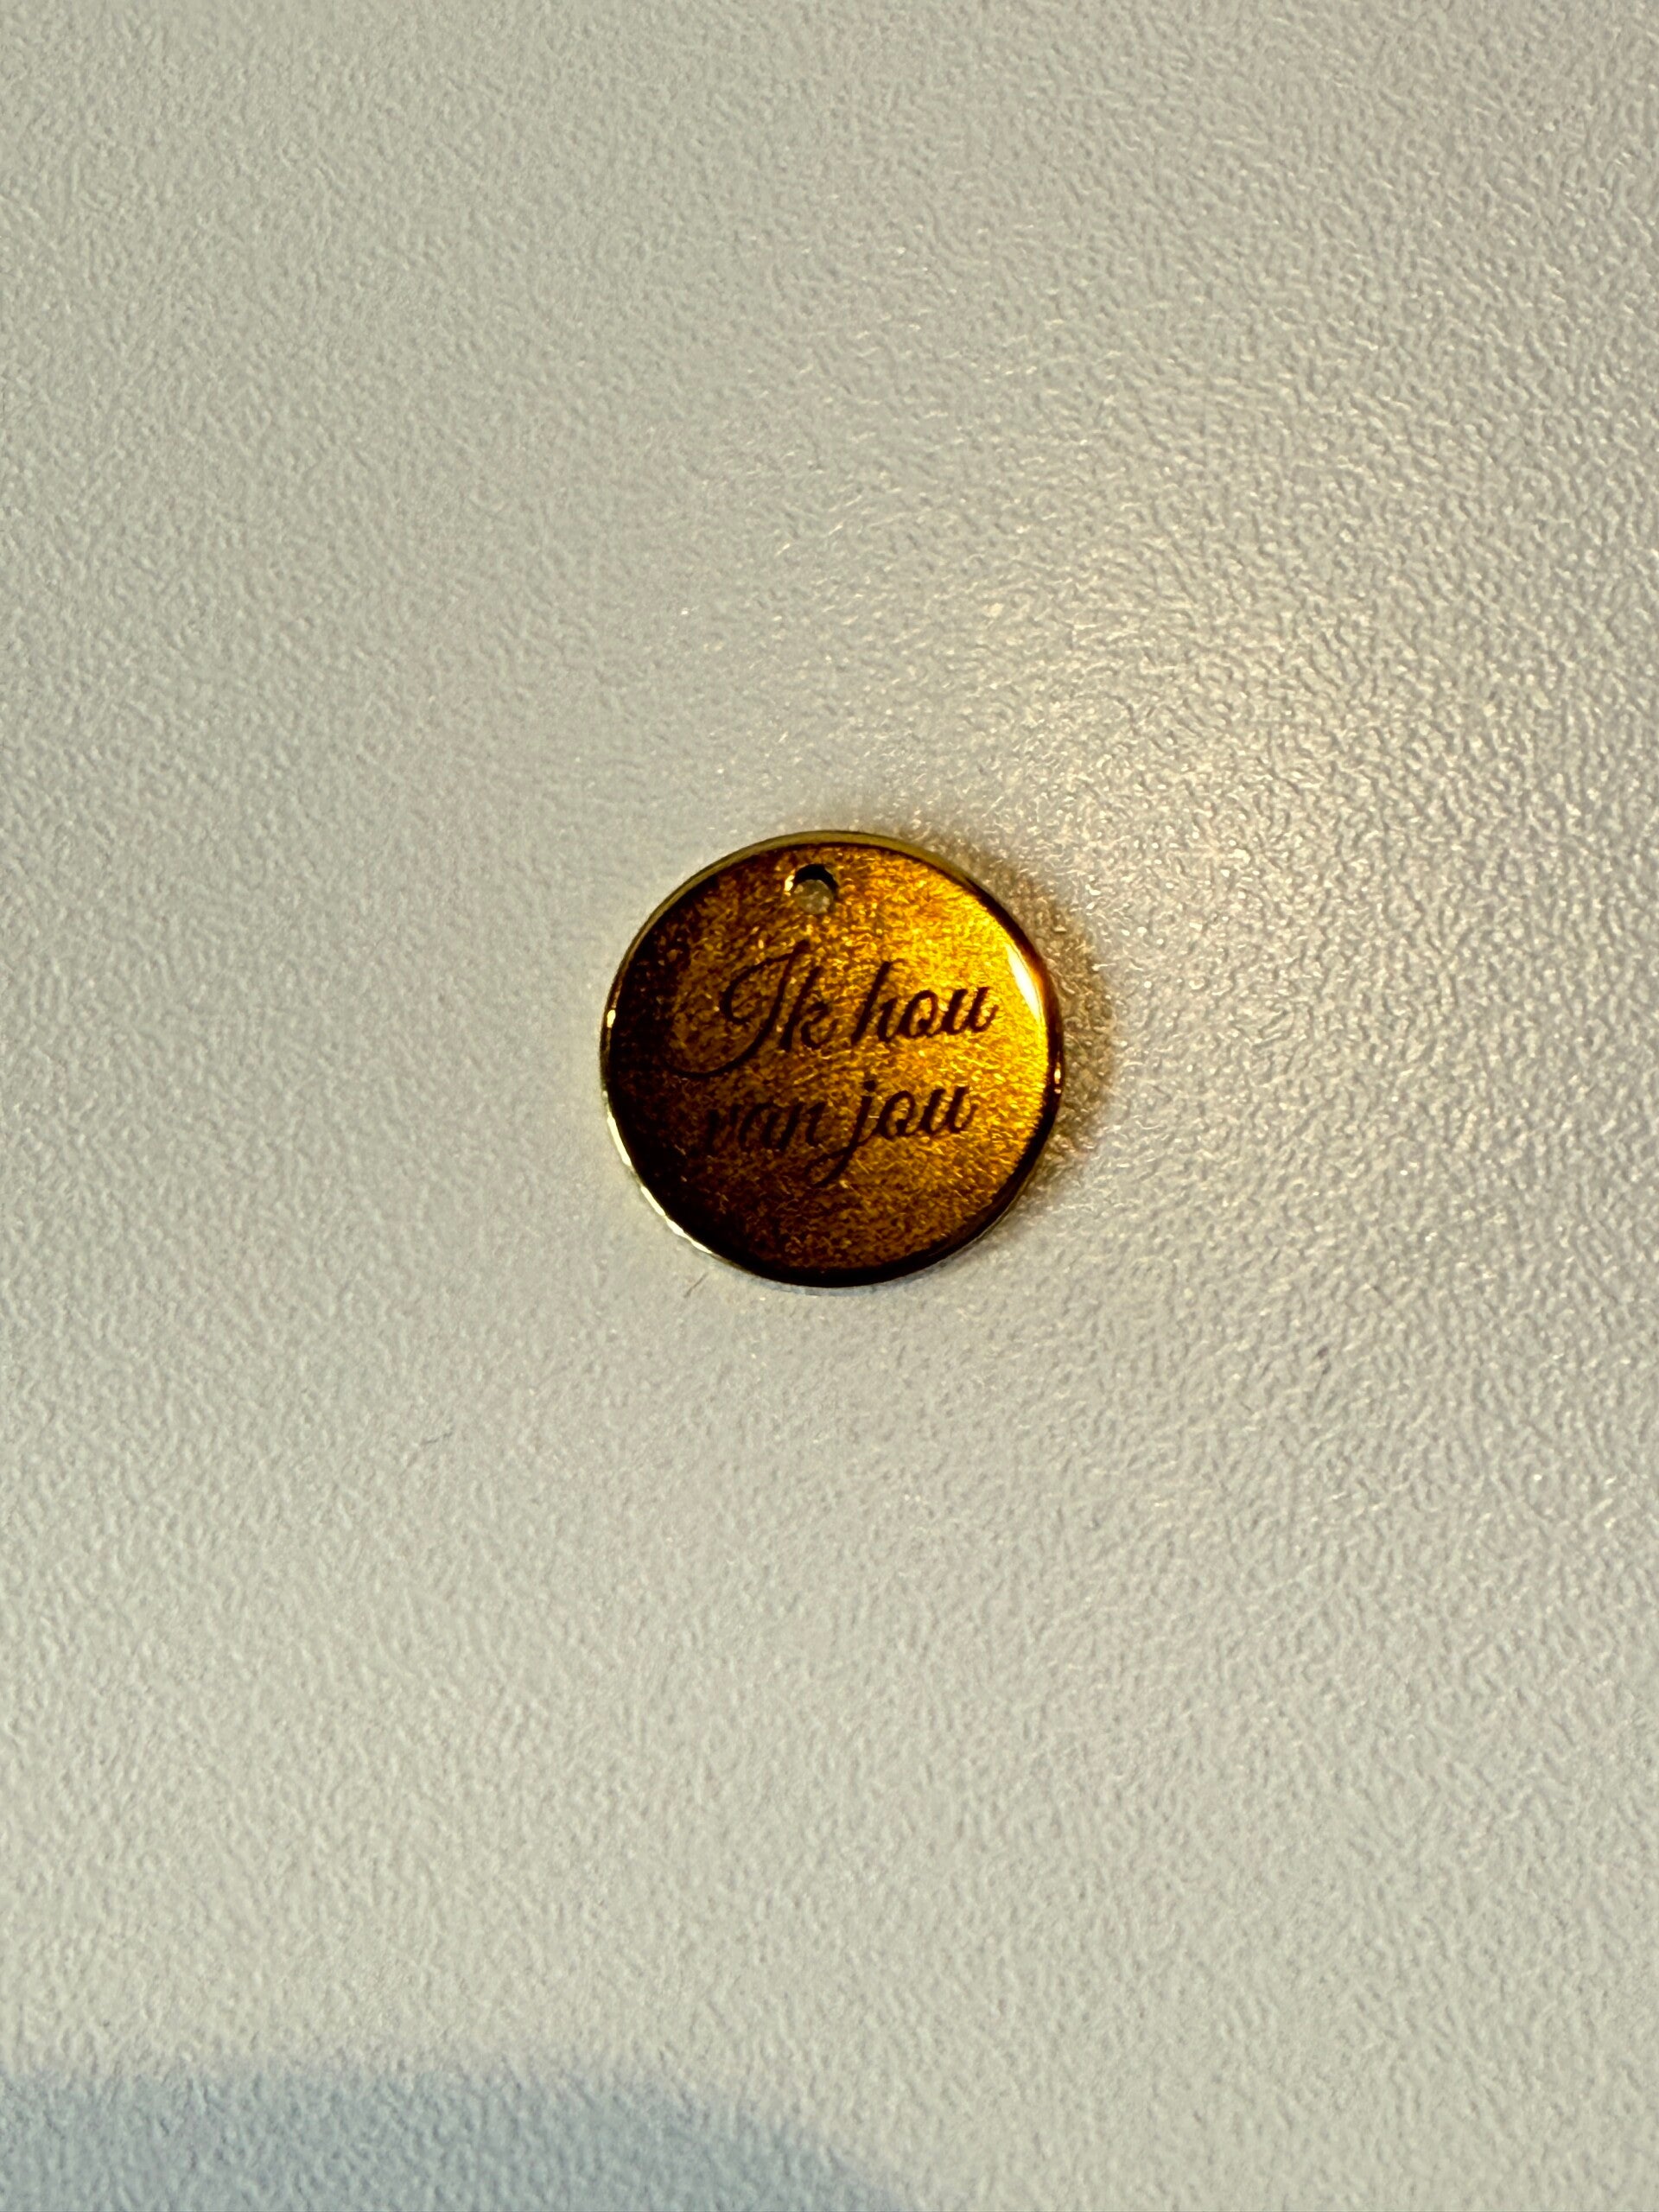 Ik hou
van jou